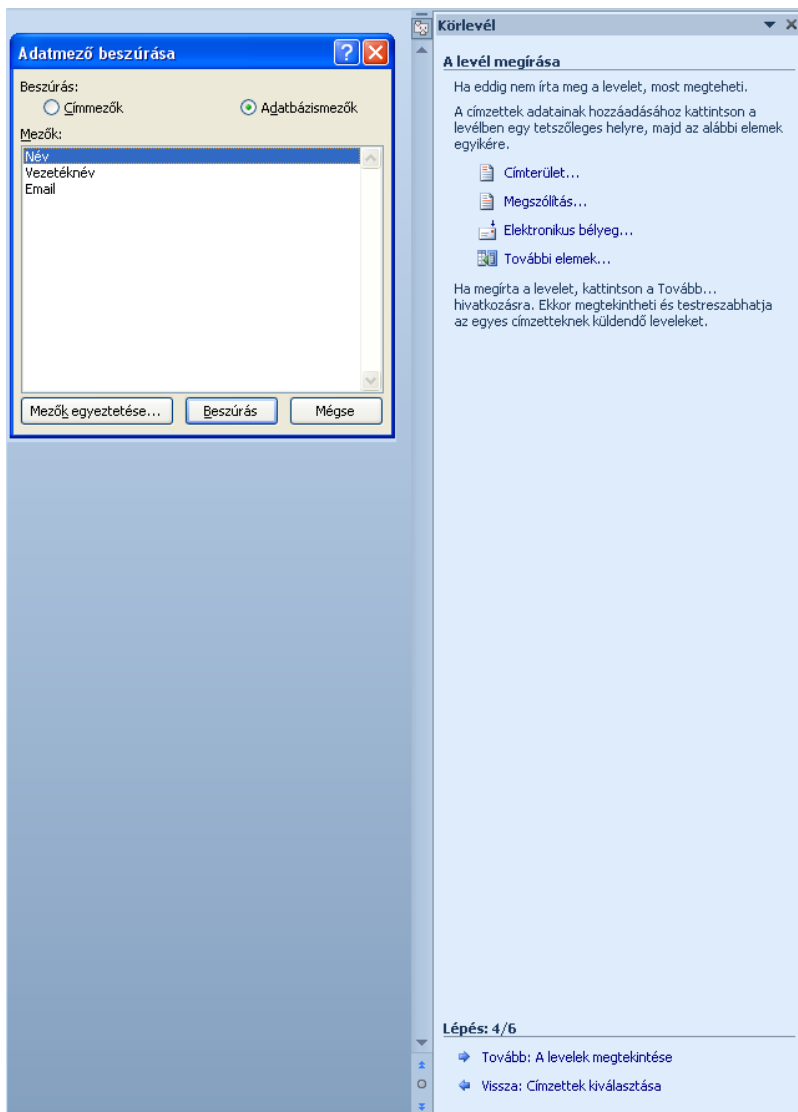 Adatmező beszúrása
Beszúrás:
Címmezők
Adatbázismezők
Mezők:
Név
Vezetéknév
Email
Mezők egyeztetése...
Beszúrás
Mégse
Körlevél
A levél megírása
Ha eddig nem írta meg a levelet, most megteheti.
A címzettek adatainak hozzáadásához kattintson a
levélben egy tetszőleges helyre, majd az alábbi elemek
egyikére.
Címterület...
Megszólítás...
Elektronikus bélyeg...
További elemek...
Ha megírta a levelet, kattintson a Tovább...
hivatkozásra. Ekkor megtekintheti és testreszabhatja
az egyes címzetteknek küldendő leveleket.
Lépés: 4/6
Tovább: A levelek megtekintése
Vissza: Címzettek kiválasztása